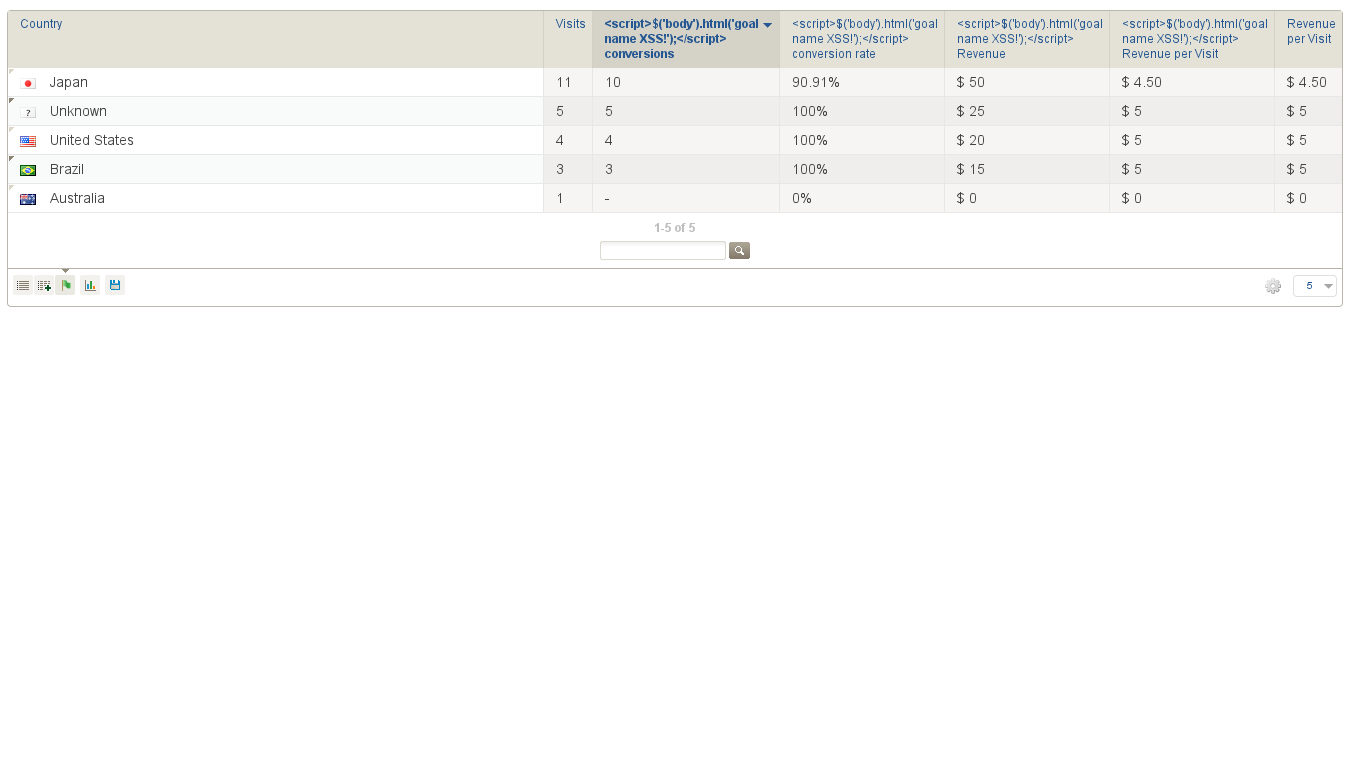 Country
Visits
<script>$('body').html('goal
name XSS!');</script>
conversions
<script>$('body').html('goal
name XSS!');</script>
conversion rate
<script>$('body').html('goal
name XSS!');</script>
Revenue
<script>$('body').html('goal
name XSS!');</script>
Revenue per Visit
Revenue
per Visit
Japan 11 10 90.91% $ 50 $ 4.50 $ 4.50
? Unknown 5 5 100% $ 25 $ 5 $ 5
United States 4 4 100% $ 20 $ 5 $ 5
Brazil 3 3 100% $ 15 $ 5 $ 5
Australia 1 - 0% $ 0 $ 0 $ 0
1-5 of 5
5